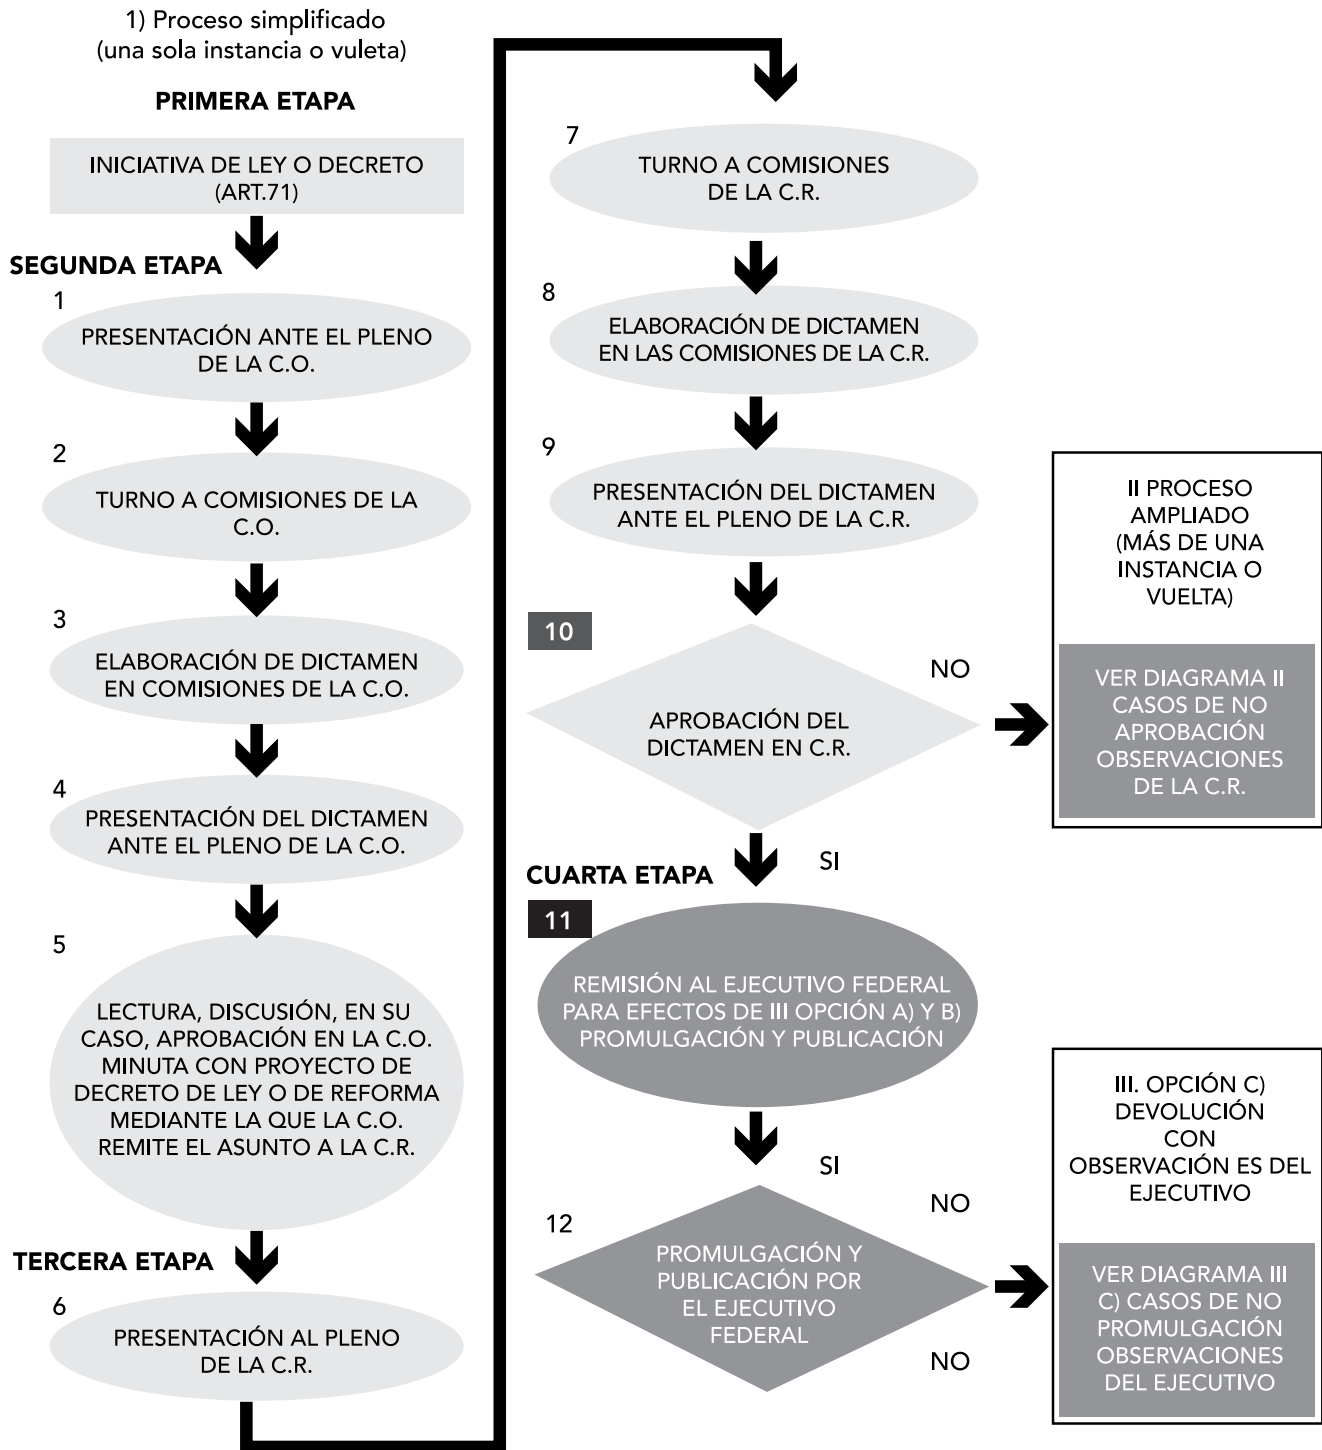 1) Proceso simplificado
(una sola instancia o vuleta)
PRIMERA ETAPA
INICIATIVA DE LEY O DECRETO
(ART.71)
SEGUNDA ETAPA
1
PRESENTACIÓN ANTE EL PLENO
DE LA C.O.
2
TURNO A COMISIONES DE LA
C.O.
3
ELABORACIÓN DE DICTAMEN
EN COMISIONES DE LA C.O.
4
PRESENTACIÓN DEL DICTAMEN
ANTE EL PLENO DE LA C.O.
5
LECTURA, DISCUSIÓN, EN SU
CASO, APROBACIÓN EN LA C.O.
MINUTA CON PROYECTO DE
DECRETO DE LEY O DE REFORMA
MEDIANTE LA QUE LA C.O.
REMITE EL ASUNTO A LA C.R.
TERCERA ETAPA
6
PRESENTACIÓN AL PLENO
DE LA C.R.
7
TURNO A COMISIONES
DE LA C.R.
8
ELABORACIÓN DE DICTAMEN
EN LAS COMISIONES DE LA C.R.
9
PRESENTACIÓN DEL DICTAMEN
ANTE EL PLENO DE LA C.R.
10
APROBACIÓN DEL
DICTAMEN EN C.R.
NO
II PROCESO
AMPLIADO
(MÁS DE UNA
INSTANCIA O
VUELTA)
VER DIAGRAMA II
CASOS DE NO
APROBACIÓN
OBSERVACIONES
DE LA C.R.
SI
CUARTA ETAPA
11
REMISIÓN AL EJECUTIVO FEDERAL
PARA EFECTOS DE III OPCIÓN A) Y B)
PROMULGACIÓN Y PUBLICACIÓN
SI
12
PROMULGACIÓN Y
PUBLICACIÓN POR
EL EJECUTIVO
FEDERAL
NO
NO
III. OPCIÓN C)
DEVOLUCIÓN
CON
OBSERVACIÓN ES DEL
EJECUTIVO
VER DIAGRAMA III
C) CASOS DE NO
PROMULGACIÓN
OBSERVACIONES
DEL EJECUTIVO